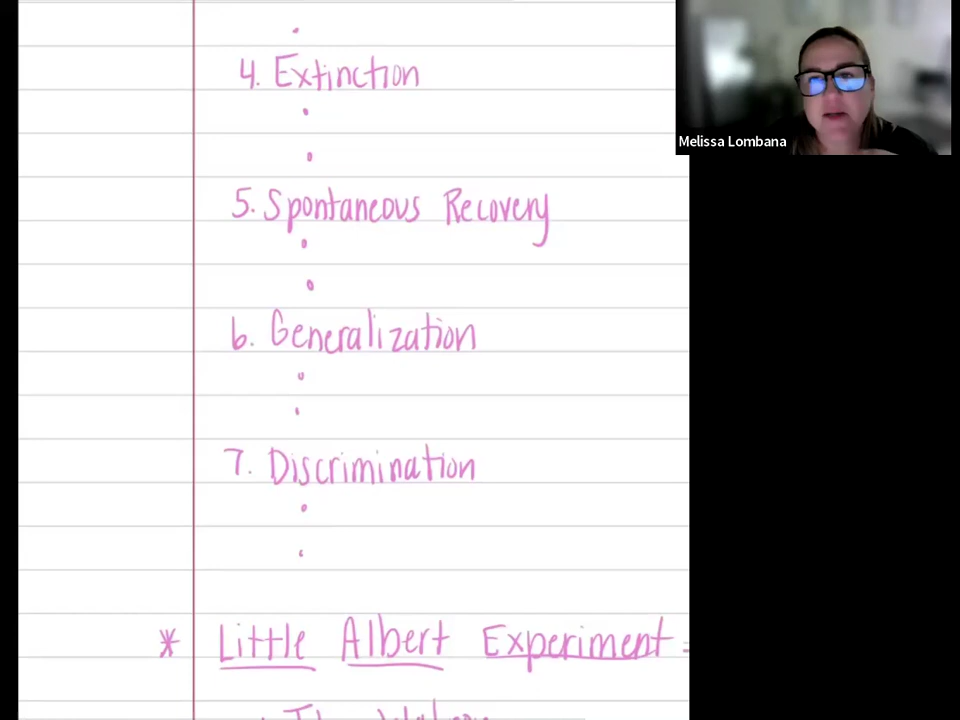 4. Extinction
5. Spontaneous Recovery
6. Generalization
7. Discrimination
* Little Albert Experiment =
Melissa Lombana